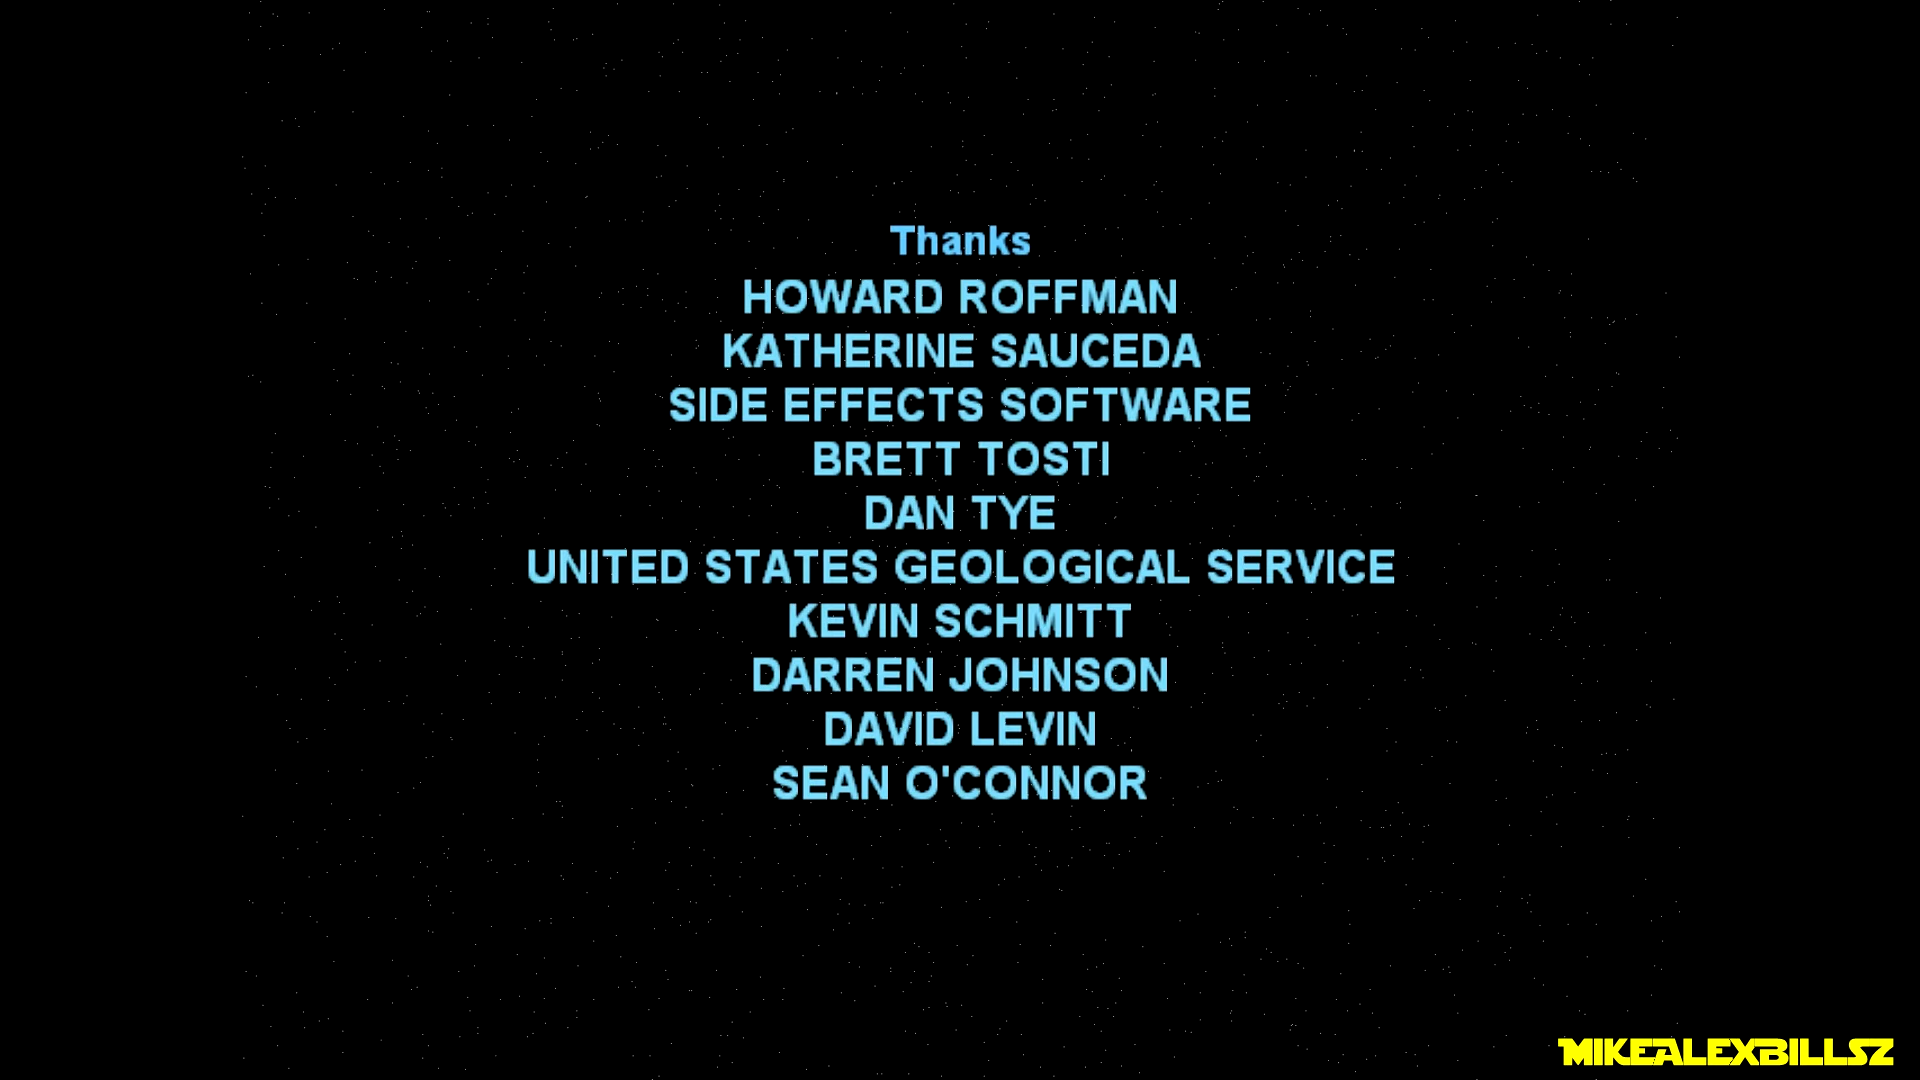 Thanks
HOWARD ROFFMAN
KATHERINE SAUCEDA
SIDE EFFECTS SOFTWARE
BRETT TOSTI
DAN TYE
UNITED STATES GEOLOGICAL SERVICE
KEVIN SCHMITT
DARREN JOHNSON
DAVID LEVIN
SEAN O'CONNOR
MIKEALEXBILLSZ